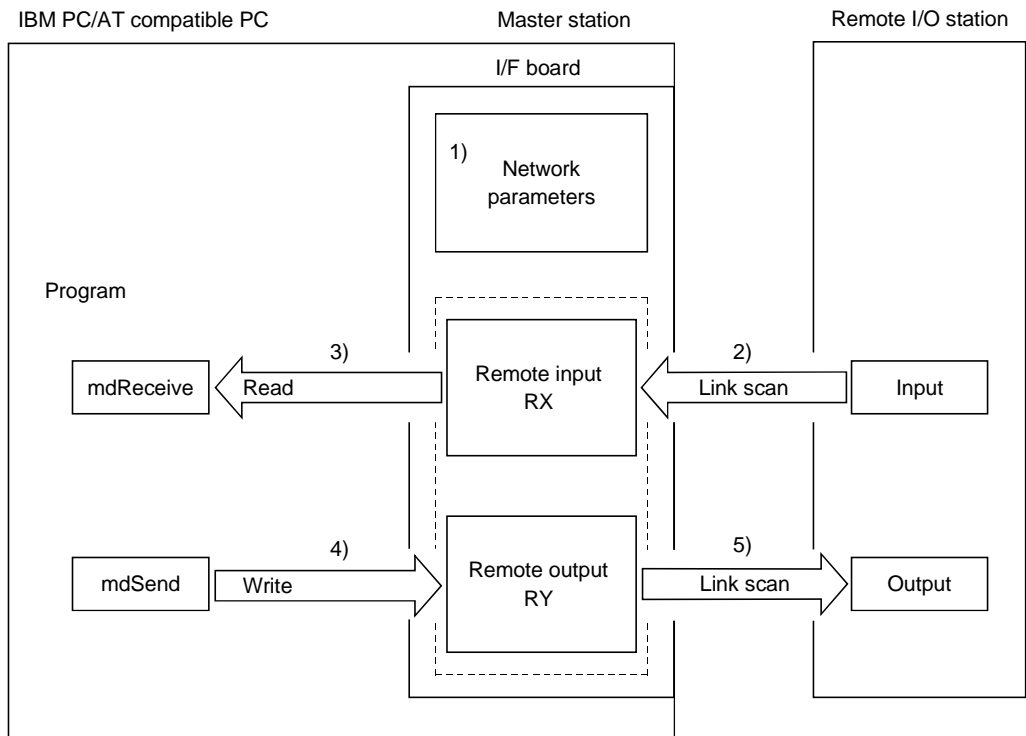 IBM PC/AT compatible PC
Master station
Remote I/O station
I/F board
1)
Network
parameters
Program
3)
2)
mdReceive
Read
Remote input
RX
Link scan
Input
4)
5)
mdSend
Write
Remote output
RY
Link scan
Output